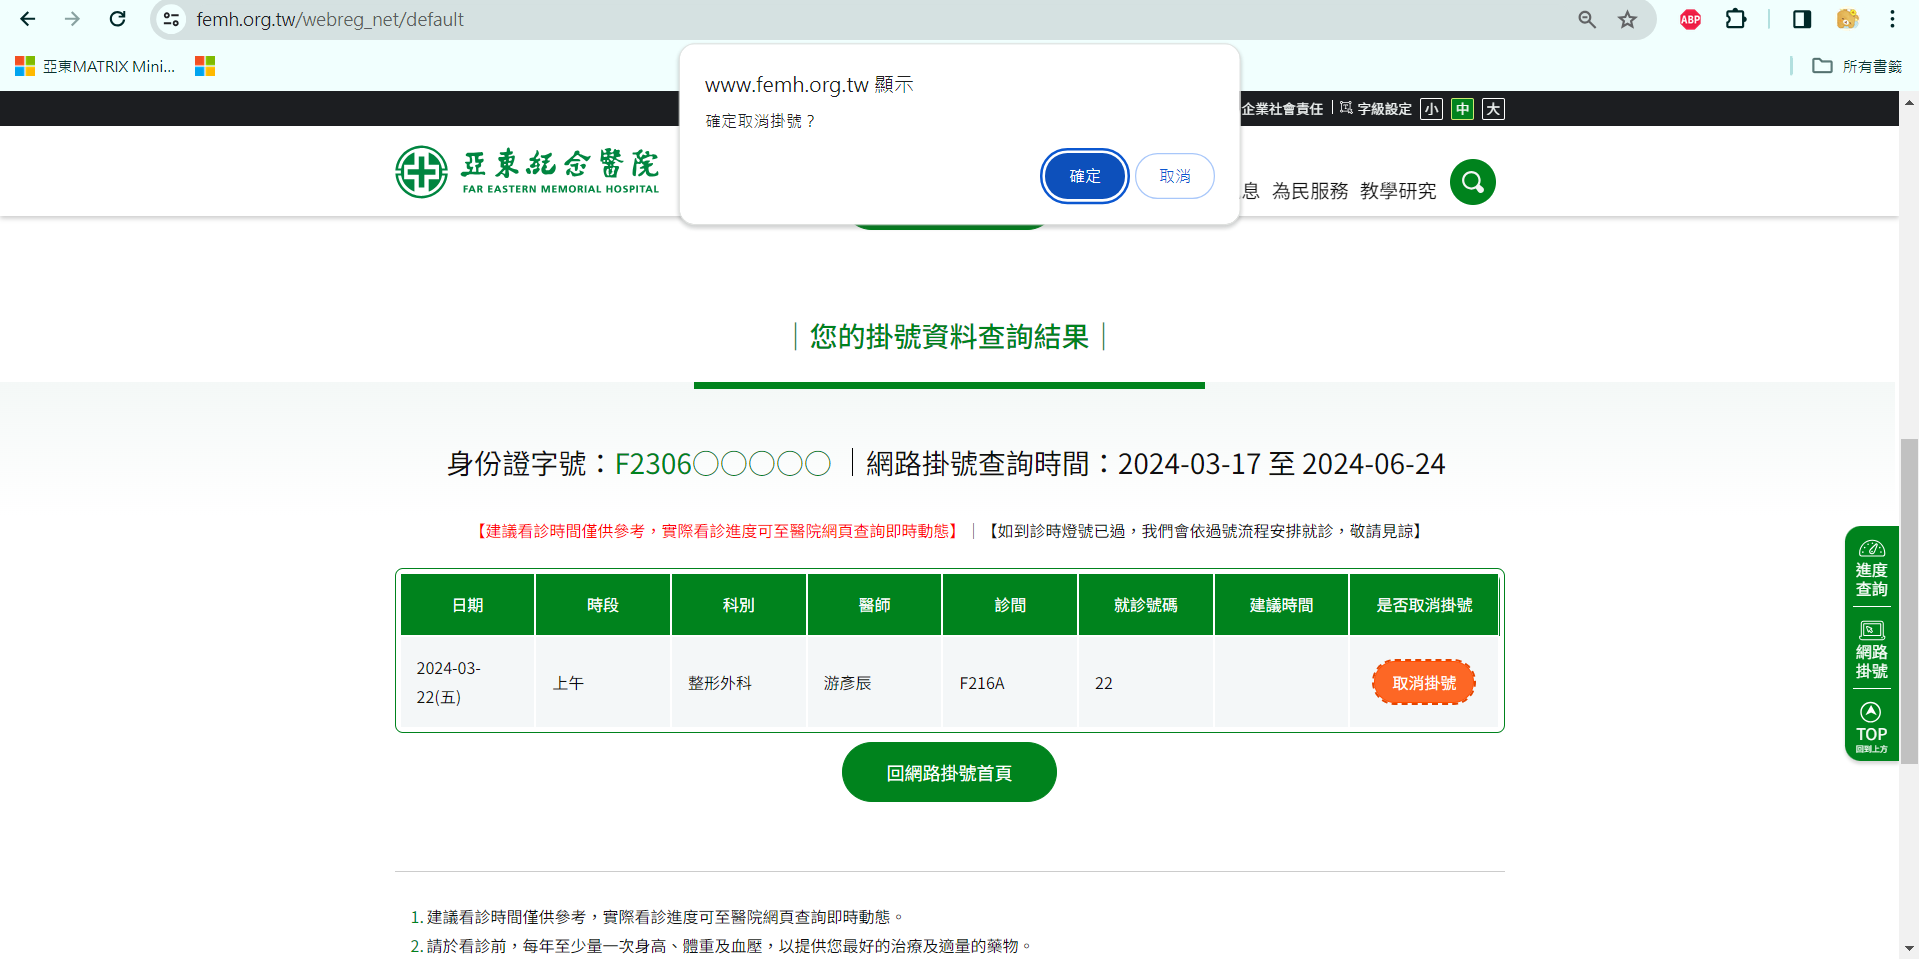 femh.org.tw/webreg_net/default
ABP
亞東MATRIX Mini...
所有書籤
www.femh.org.tw 顯示
確定取消掛號？
確定
取消
企業社會責任
字級設定 小 中 大
亞東紀念醫院
FAR EASTERN MEMORIAL HOSPITAL
息 為民服務 教學研究
｜您的掛號資料查詢結果｜
身份證字號：F2306〇〇〇〇〇 ｜網路掛號查詢時間：2024-03-17 至 2024-06-24
【建議看診時間僅供參考，實際看診進度可至醫院網頁查詢即時動態】｜【如到診時燈號已過，我們會依過號流程安排就診，敬請見諒】
日期 時段 科別 醫師 診間 就診號碼 建議時間 是否取消掛號
2024-03-
22(五) 上午 整形外科 游彥辰 F216A 22 取消掛號
回網路掛號首頁
進度
查詢
網路
掛號
TOP
回到上方
1. 建議看診時間僅供參考，實際看診進度可至醫院網頁查詢即時動態。
2. 請於看診前，每年至少量一次身高、體重及血壓，以提供您最好的治療及適量的藥物。